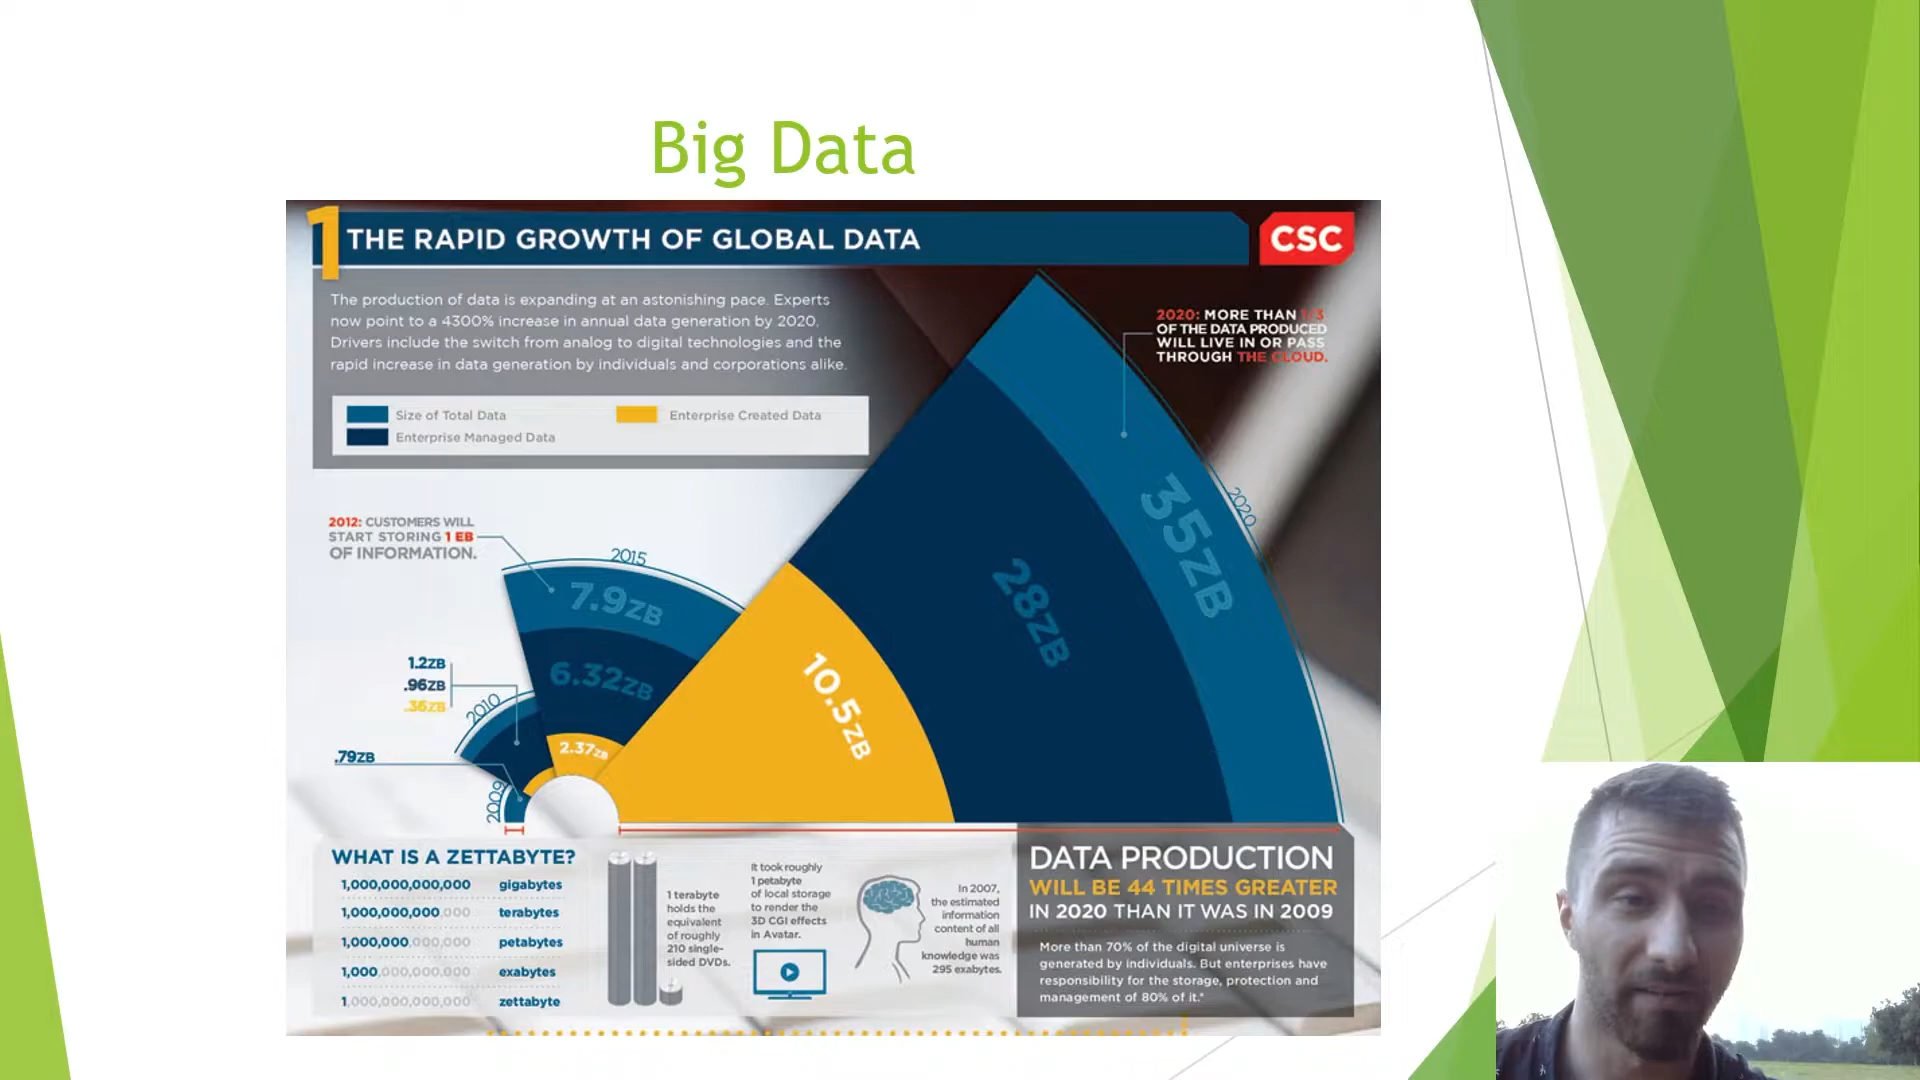 Big Data
1
THE RAPID GROWTH OF GLOBAL DATA
CSC
The production of data is expanding at an astonishing pace. Experts
now point to a 4300% increase in annual data generation by 2020.
Drivers include the switch from analog to digital technologies and the
rapid increase in data generation by individuals and corporations alike.
Size of Total Data
Enterprise Created Data
Enterprise Managed Data
2020: MORE THAN 1/3
OF THE DATA PRODUCED
WILL LIVE IN OR PASS
THROUGH THE CLOUD.
2012: CUSTOMERS WILL
START STORING 1 EB
OF INFORMATION.
2015
7.9ZB
6.32ZB
2.37ZB
2020
35ZB
28ZB
10.5ZB
1.2ZB
.96ZB
.36ZB
2010
.79ZB
2009
WHAT IS A ZETTABYTE?
1,000,000,000,000 gigabytes
1,000,000,000,000 terabytes
1,000,000,000,000 petabytes
1,000,000,000,000 exabytes
1,000,000,000,000 zettabyte
1 terabyte
holds the
equivalent
of roughly
210 single-
sided DVDs.
It took roughly
1 petabyte
of local storage
to render the
3D CGI effects
in Avatar.
In 2007,
the estimated
information
content of all
human
knowledge was
295 exabytes.
DATA PRODUCTION
WILL BE 44 TIMES GREATER
IN 2020 THAN IT WAS IN 2009
More than 70% of the digital universe is
generated by individuals. But enterprises have
responsibility for the storage, protection and
management of 80% of it.*